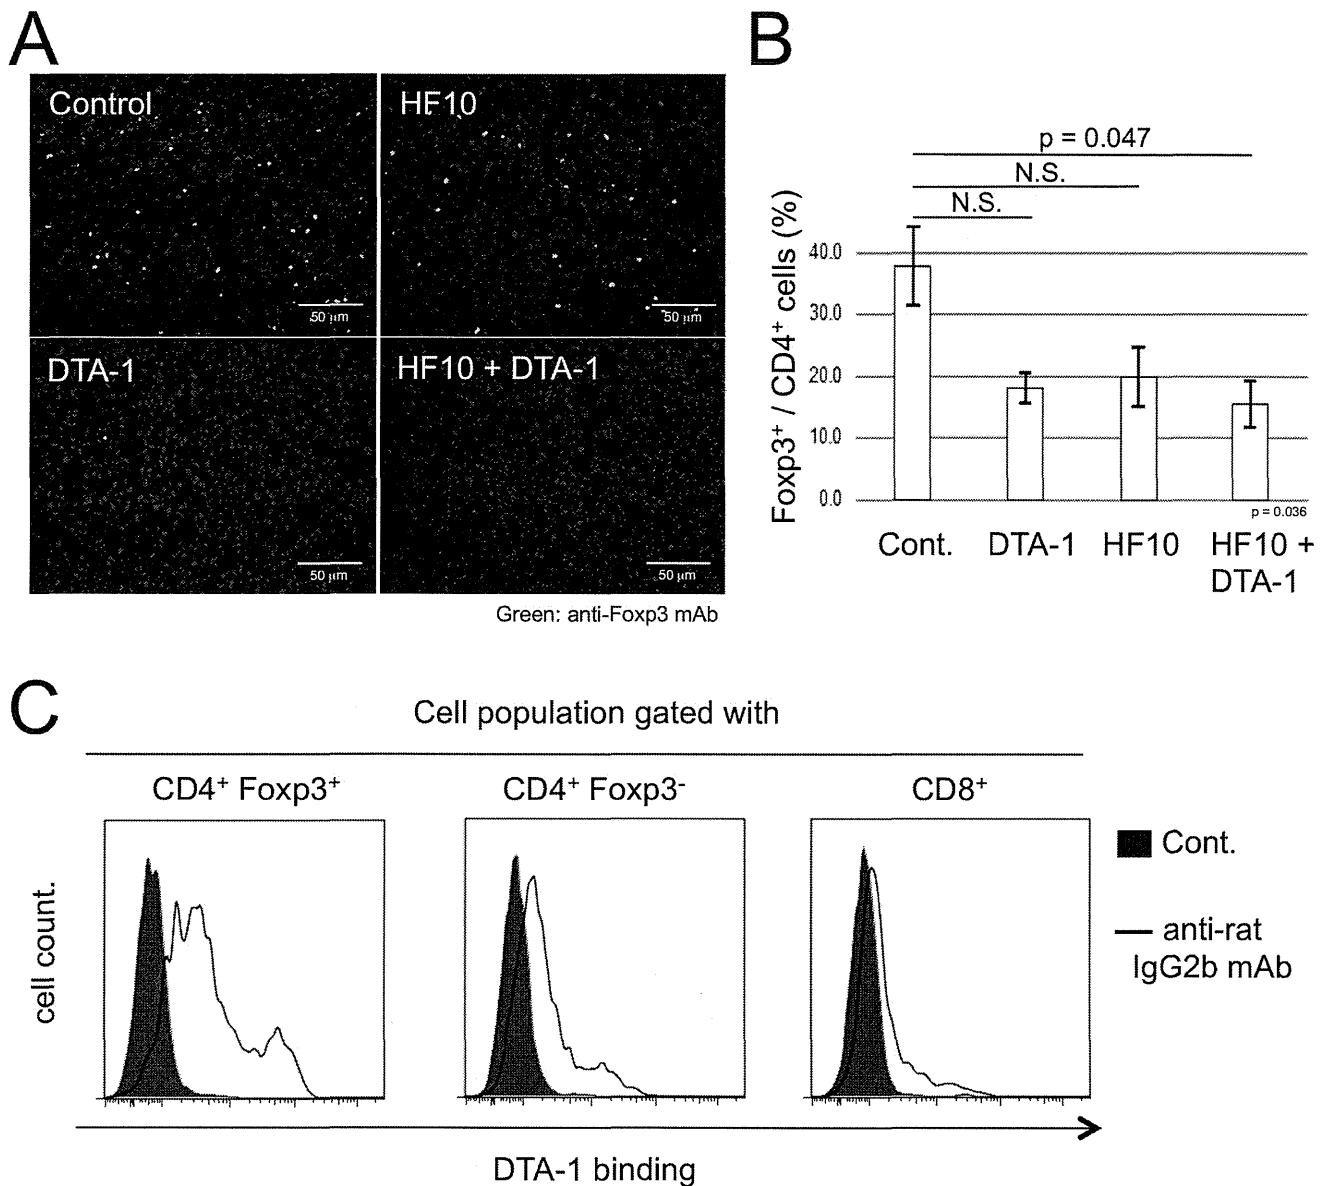 A
Control
HF10
50 μm
50 μm
DTA-1
HF10 + DTA-1
50 μm
50 μm
Green: anti-Foxp3 mAb
B
p = 0.047
N.S.
N.S.
Foxp3⁺ / CD4⁺ cells (%)
40.0
30.0
20.0
10.0
0.0
p = 0.036
Cont.
DTA-1
HF10
HF10 +
DTA-1
C
Cell population gated with
CD4⁺ Foxp3⁺
CD4⁺ Foxp3⁻
CD8⁺
cell count.
Cont.
anti-rat
IgG2b mAb
DTA-1 binding